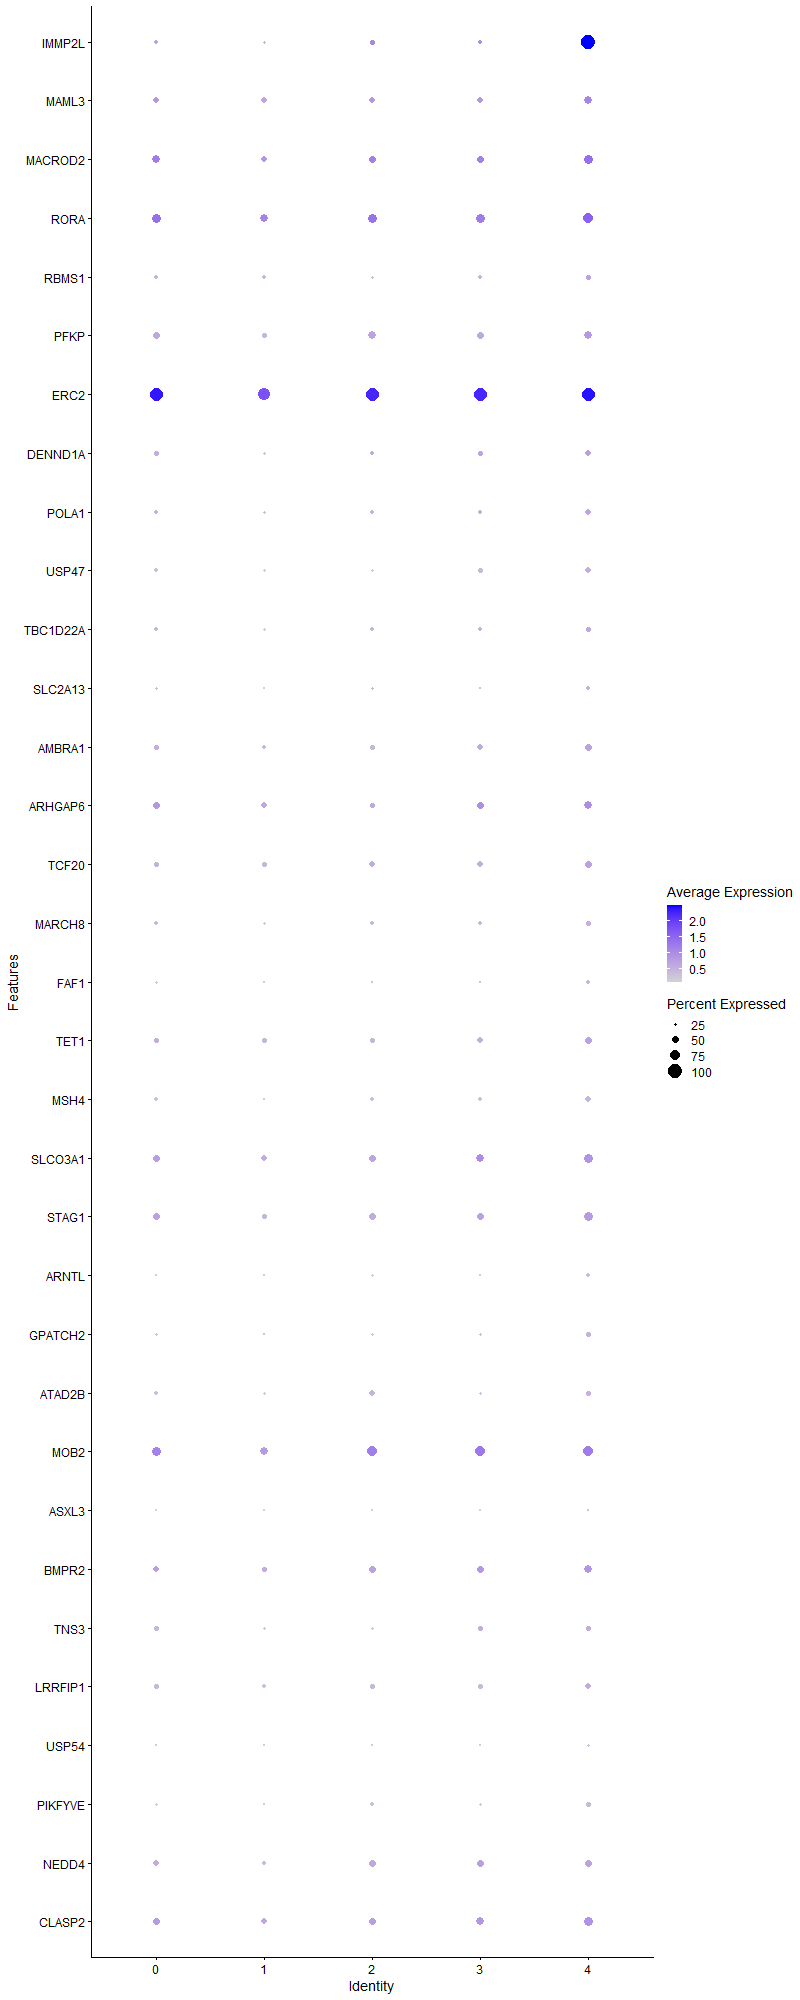 IMMP2L
MAML3
MACROD2
RORA
RBMS1
PFKP
ERC2
DENND1A
POLA1
USP47
TBC1D22A
SLC2A13
AMBRA1
ARHGAP6
TCF20
MARCH8
FAF1
TET1
MSH4
SLCO3A1
STAG1
ARNTL
GPATCH2
ATAD2B
MOB2
ASXL3
BMPR2
TNS3
LRRFIP1
USP54
PIKFYVE
NEDD4
CLASP2
Features
0 1 2 3 4
Identity
Average Expression
2.0
1.5
1.0
0.5
Percent Expressed
25
50
75
100